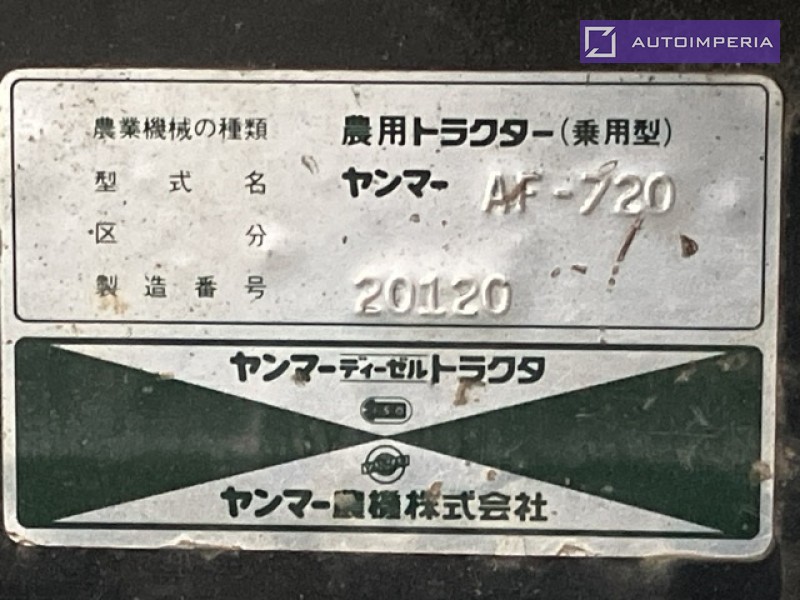 AUTOIMPERIA
農業機械の種類 農用トラクター(乗用型)
型式名 ヤンマー AF-720
区分
製造番号 20120
ヤンマーディーゼルトラクタ
ヤンマー農機株式会社